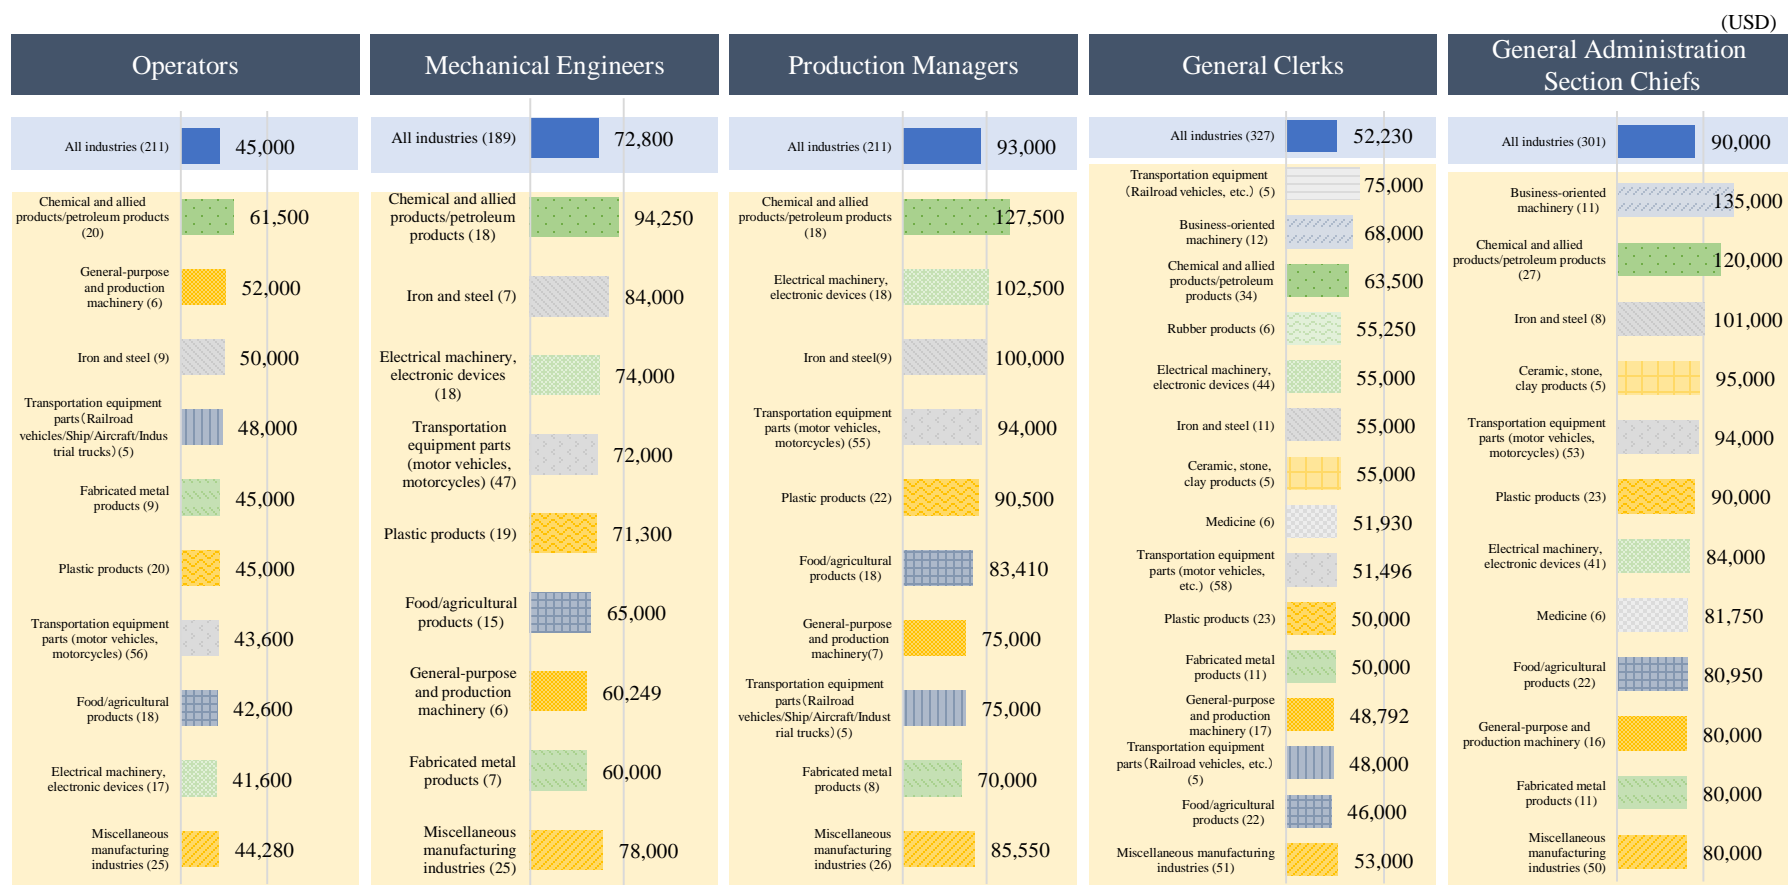 (USD)
Operators
All industries (211)
45,000
Chemical and allied
products/petroleum products
(20)
61,500
General-purpose
and production
machinery (6)
52,000
Iron and steel (9)
50,000
Transportation equipment
parts（Railroad
vehicles/Ship/Aircraft/Indus
trial trucks）(5)
48,000
Fabricated metal
products (9)
45,000
Plastic products (20)
45,000
Transportation equipment
parts (motor vehicles,
motorcycles) (56)
43,600
Food/agricultural
products (18)
42,600
Electrical machinery,
electronic devices (17)
41,600
Miscellaneous
manufacturing
industries (25)
44,280
Mechanical Engineers
All industries (189)
72,800
Chemical and allied
products/petroleum
products (18)
94,250
Iron and steel (7)
84,000
Electrical machinery,
electronic devices
(18)
74,000
Transportation
equipment parts
(motor vehicles,
motorcycles) (47)
72,000
Plastic products (19)
71,300
Food/agricultural
products (15)
65,000
General-purpose
and production
machinery (6)
60,249
Fabricated metal
products (7)
60,000
Miscellaneous
manufacturing
industries (25)
78,000
Production Managers
All industries (211)
93,000
Chemical and allied
products/petroleum products
(18)
127,500
Electrical machinery,
electronic devices (18)
102,500
Iron and steel(9)
100,000
Transportation equipment
parts (motor vehicles,
motorcycles) (55)
94,000
Plastic products (22)
90,500
Food/agricultural
products (18)
83,410
General-purpose
and production
machinery(7)
75,000
Transportation equipment
parts（Railroad
vehicles/Ship/Aircraft/Indust
rial trucks）(5)
75,000
Fabricated metal
products (8)
70,000
Miscellaneous
manufacturing
industries (26)
85,550
General Clerks
All industries (327)
52,230
Transportation equipment
（Railroad vehicles, etc.）(5)
75,000
Business-oriented
machinery (12)
68,000
Chemical and allied
products/petroleum
products (34)
63,500
Rubber products (6)
55,250
Electrical machinery,
electronic devices (44)
55,000
Iron and steel (11)
55,000
Ceramic, stone,
clay products (5)
55,000
Medicine (6)
51,930
Transportation equipment
parts (motor vehicles,
etc.) (58)
51,496
Plastic products (23)
50,000
Fabricated metal
products (11)
50,000
General-purpose
and production
machinery (17)
48,792
Transportation equipment
parts（Railroad vehicles, etc.）
(5)
48,000
Food/agricultural
products (22)
46,000
Miscellaneous manufacturing
industries (51)
53,000
General Administration
Section Chiefs
All industries (301)
90,000
Business-oriented
machinery (11)
135,000
Chemical and allied
products/petroleum products
(27)
120,000
Iron and steel (8)
101,000
Ceramic, stone,
clay products (5)
95,000
Transportation equipment
parts (motor vehicles,
motorcycles) (53)
94,000
Plastic products (23)
90,000
Electrical machinery,
electronic devices (41)
84,000
Medicine (6)
81,750
Food/agricultural
products (22)
80,950
General-purpose and
production machinery (16)
80,000
Fabricated metal
products (11)
80,000
Miscellaneous
manufacturing
industries (50)
80,000